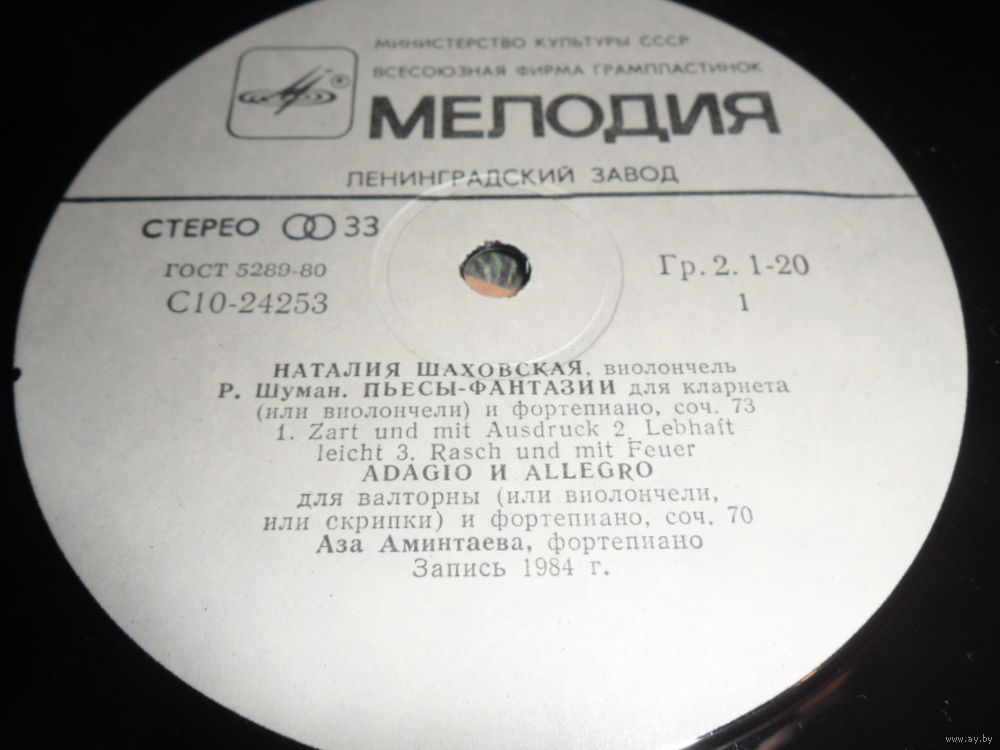 МИНИСТЕРСТВО КУЛЬТУРЫ СССР
ВСЕСОЮЗНАЯ ФИРМА ГРАМПЛАСТИНОК
®
МЕЛОДИЯ
ЛЕНИНГРАДСКИЙ ЗАВОД
СТЕРЕО 33
ГОСТ 5289-80
С10-24253
Гр. 2. 1-20
1
НАТАЛИЯ ШАХОВСКАЯ, виолончель
Р. Шуман. ПЬЕСЫ-ФАНТАЗИИ для кларнета
(или виолончели) и фортепиано, соч. 73
1. Zart und mit Ausdruck 2. Lebhaft
leicht 3. Rasch und mit Feuer
ADAGIO И ALLEGRO
для валторны (или виолончели,
или скрипки) и фортепиано, соч. 70
Аза Аминтаева, фортепиано
Запись 1984 г.
www.ay.by